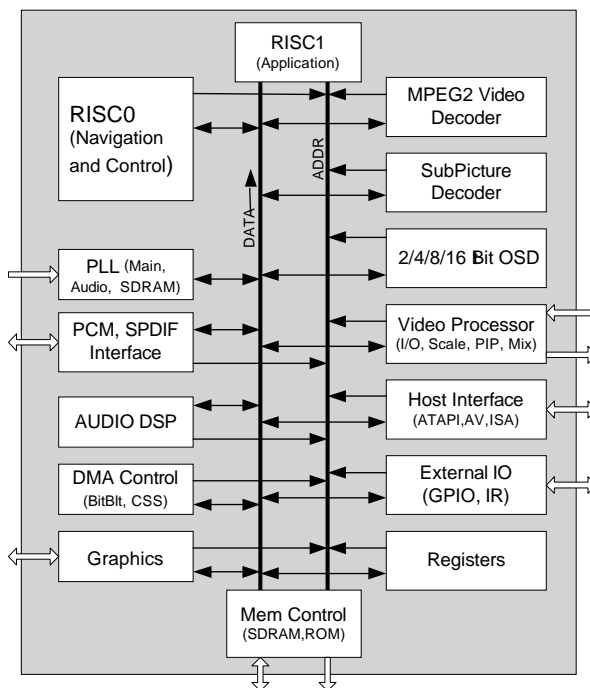 RISC1
(Application)
RISC0
(Navigation
and Control)
MPEG2 Video
Decoder
ADDR
SubPicture
Decoder
DATA
2/4/8/16 Bit OSD
PLL (Main,
Audio, SDRAM)
PCM, SPDIF
Interface
Video Processor
(I/O, Scale, PIP, Mix)
AUDIO DSP
Host Interface
(ATAPI,AV,ISA)
DMA Control
(BitBlt, CSS)
External IO
(GPIO, IR)
Graphics
Registers
Mem Control
(SDRAM,ROM)